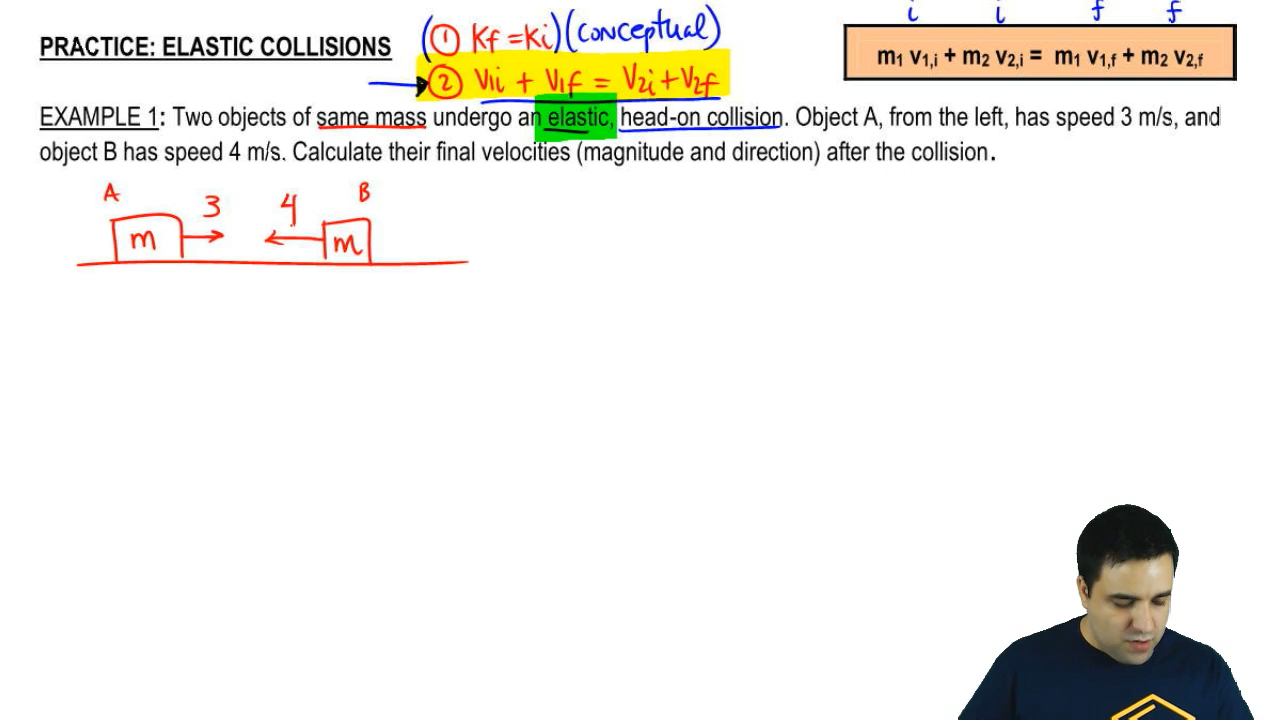 i i f f
PRACTICE: ELASTIC COLLISIONS
(① Kf = Ki) (conceptual)
② V1i + V1f = V2i + V2f
m1 v1,i + m2 v2,i = m1 v1,f + m2 v2,f
EXAMPLE 1: Two objects of same mass undergo an elastic, head-on collision. Object A, from the left, has speed 3 m/s, and
object B has speed 4 m/s. Calculate their final velocities (magnitude and direction) after the collision.
A B
3 4
m m